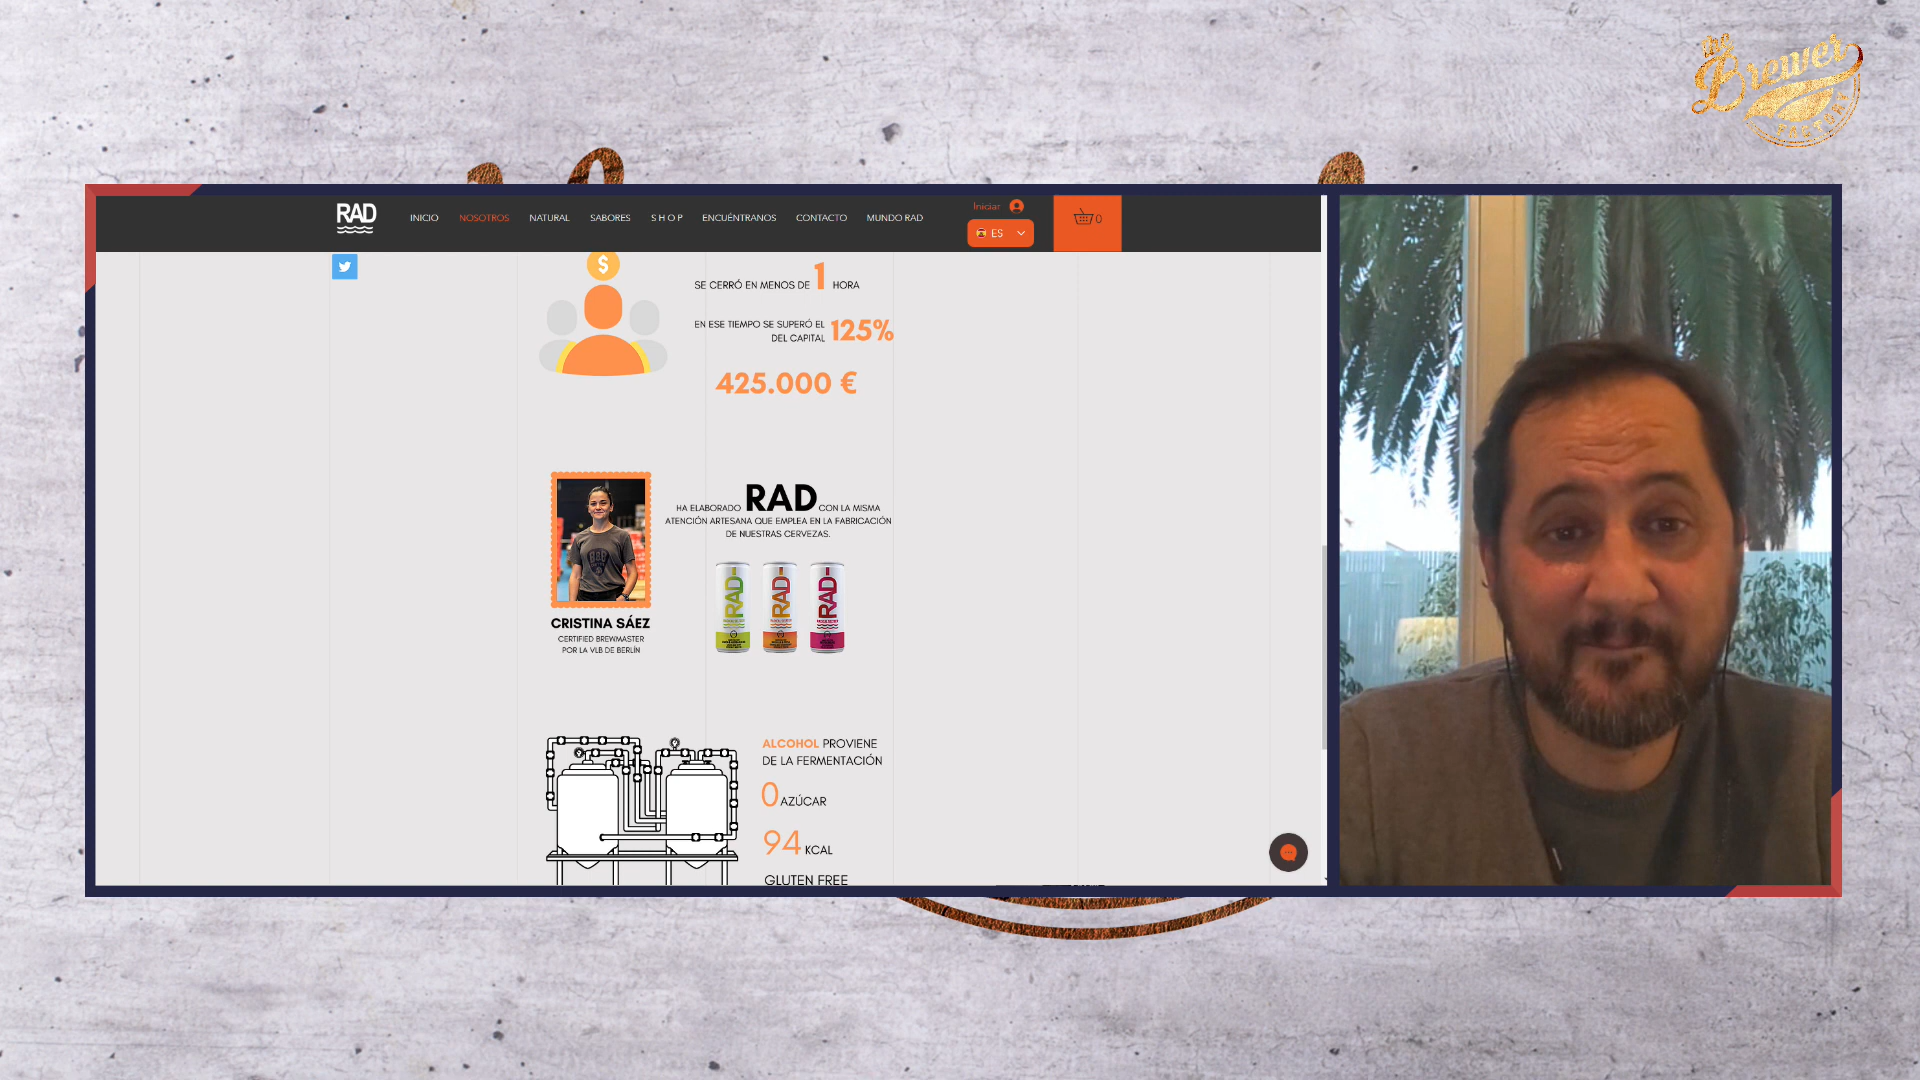 the
Brewer
FACTORY
RAD
INICIO
NOSOTROS
NATURAL
SABORES
SHOP
ENCUÉNTRANOS
CONTACTO
MUNDO RAD
Iniciar
ES
0
$
SE CERRÓ EN MENOS DE 1 HORA
EN ESE TIEMPO SE SUPERÓ EL
DEL CAPITAL 125%
425.000 €
HA ELABORADO RAD CON LA MISMA
ATENCIÓN ARTESANA QUE EMPLEA EN LA FABRICACIÓN
DE NUESTRAS CERVEZAS.
RAD
RAD
RAD
CRISTINA SÁEZ
CERTIFIED BREWMASTER
POR LA VLB DE BERLÍN
ALCOHOL PROVIENE
DE LA FERMENTACIÓN
0 AZÚCAR
94 KCAL
GLUTEN FREE